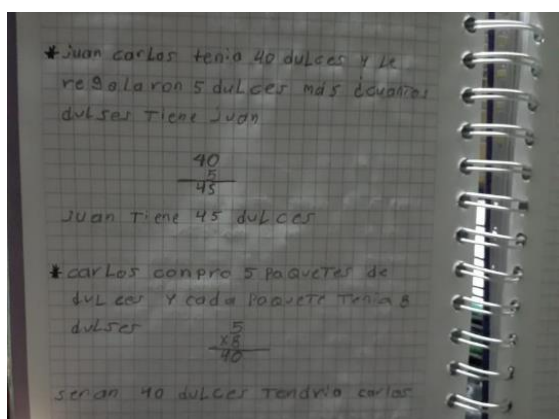 * juan carlos tenia 40 dulces y le
regalaron 5 dulces mas ¿cuantos
dulses tiene juan
40
5
45
juan tiene 45 dulces
* carlos conpro 5 paquetes de
dulces y cada paquete tenia 8
dulses
5
x8
40
serian 40 dulces tendria carlos